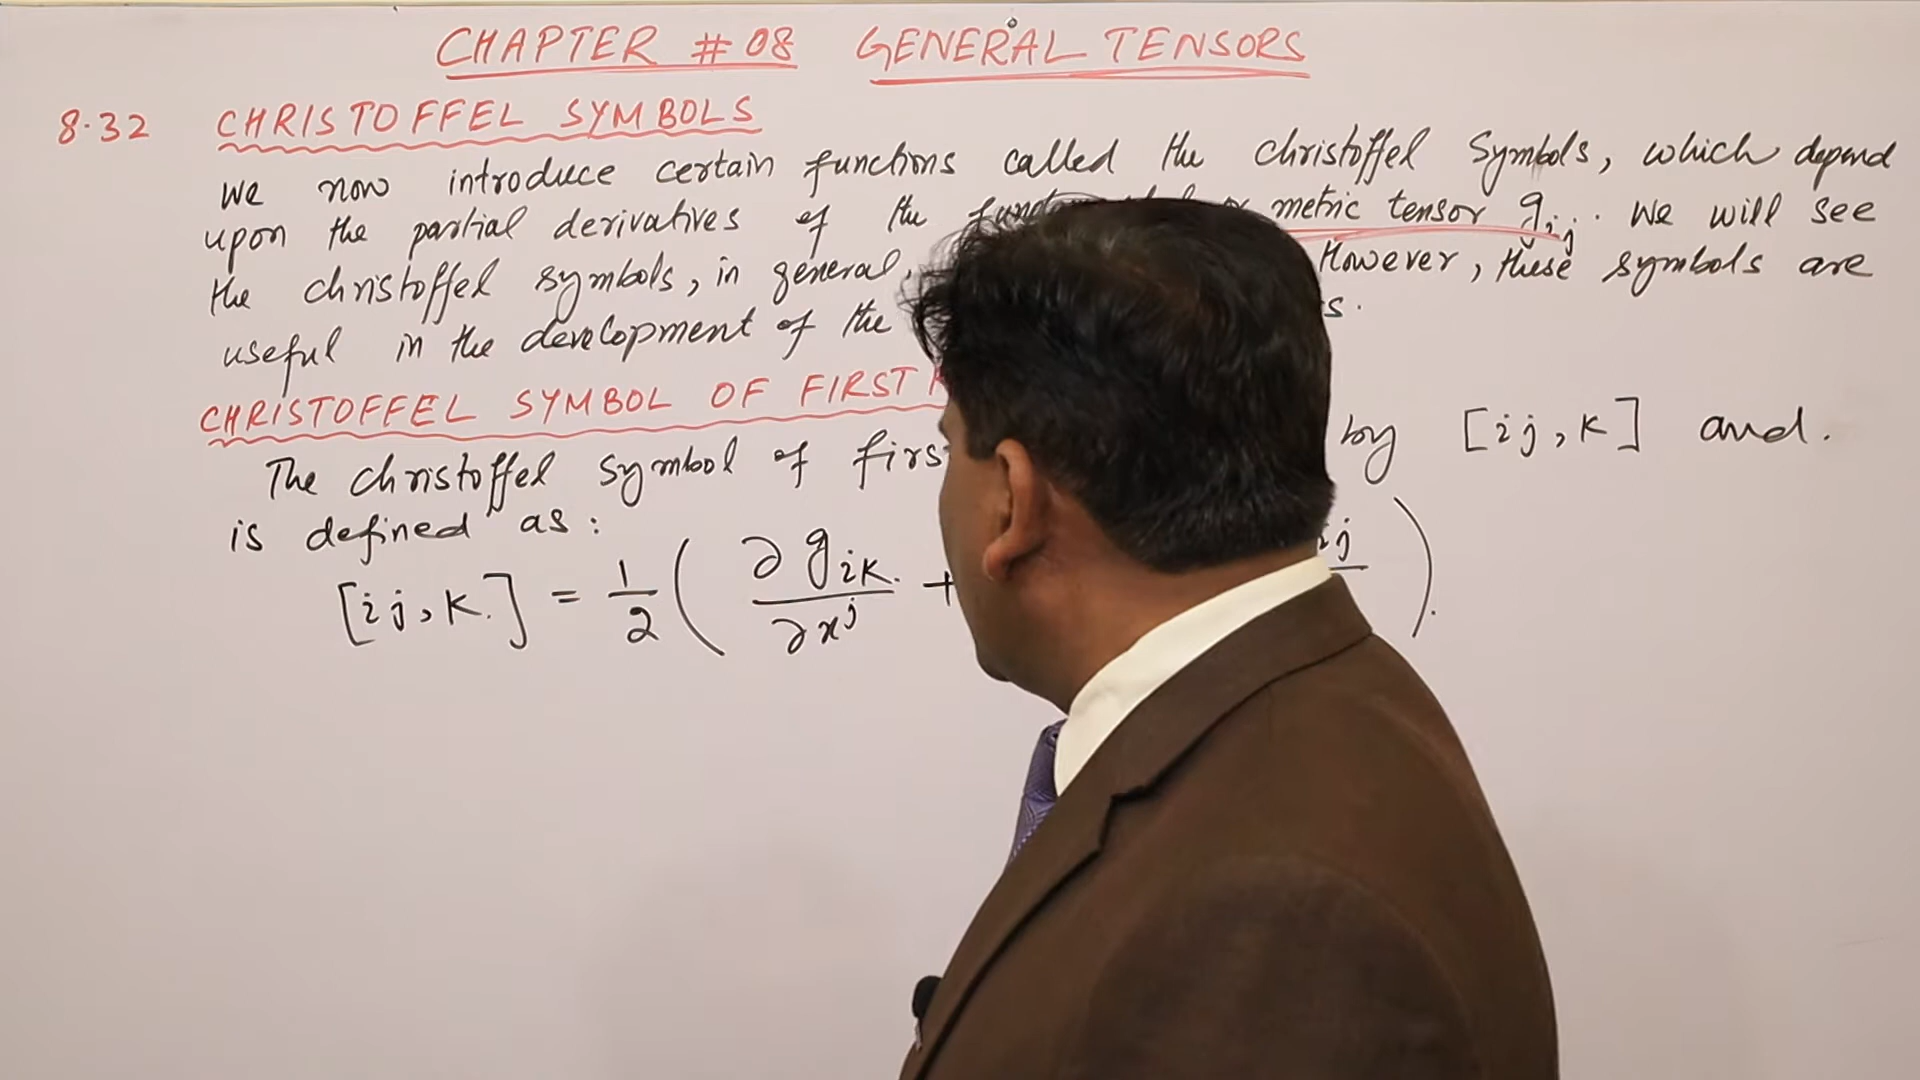 CHAPTER # 08 GENERAL TENSORS
8.32 CHRISTOFFEL SYMBOLS
We now introduce certain functions called the christoffel Symbols, which depend
upon the partial derivatives of the metric tensor gij. We will see
the christoffel symbols, in general, However, these symbols are
useful in the development of the
CHRISTOFFEL SYMBOL OF FIRST
The christoffel symbol of by [ij, K] and.
is defined as:
[ij, K.] = 1/2 ( ∂gik. / ∂x^j + ij ).